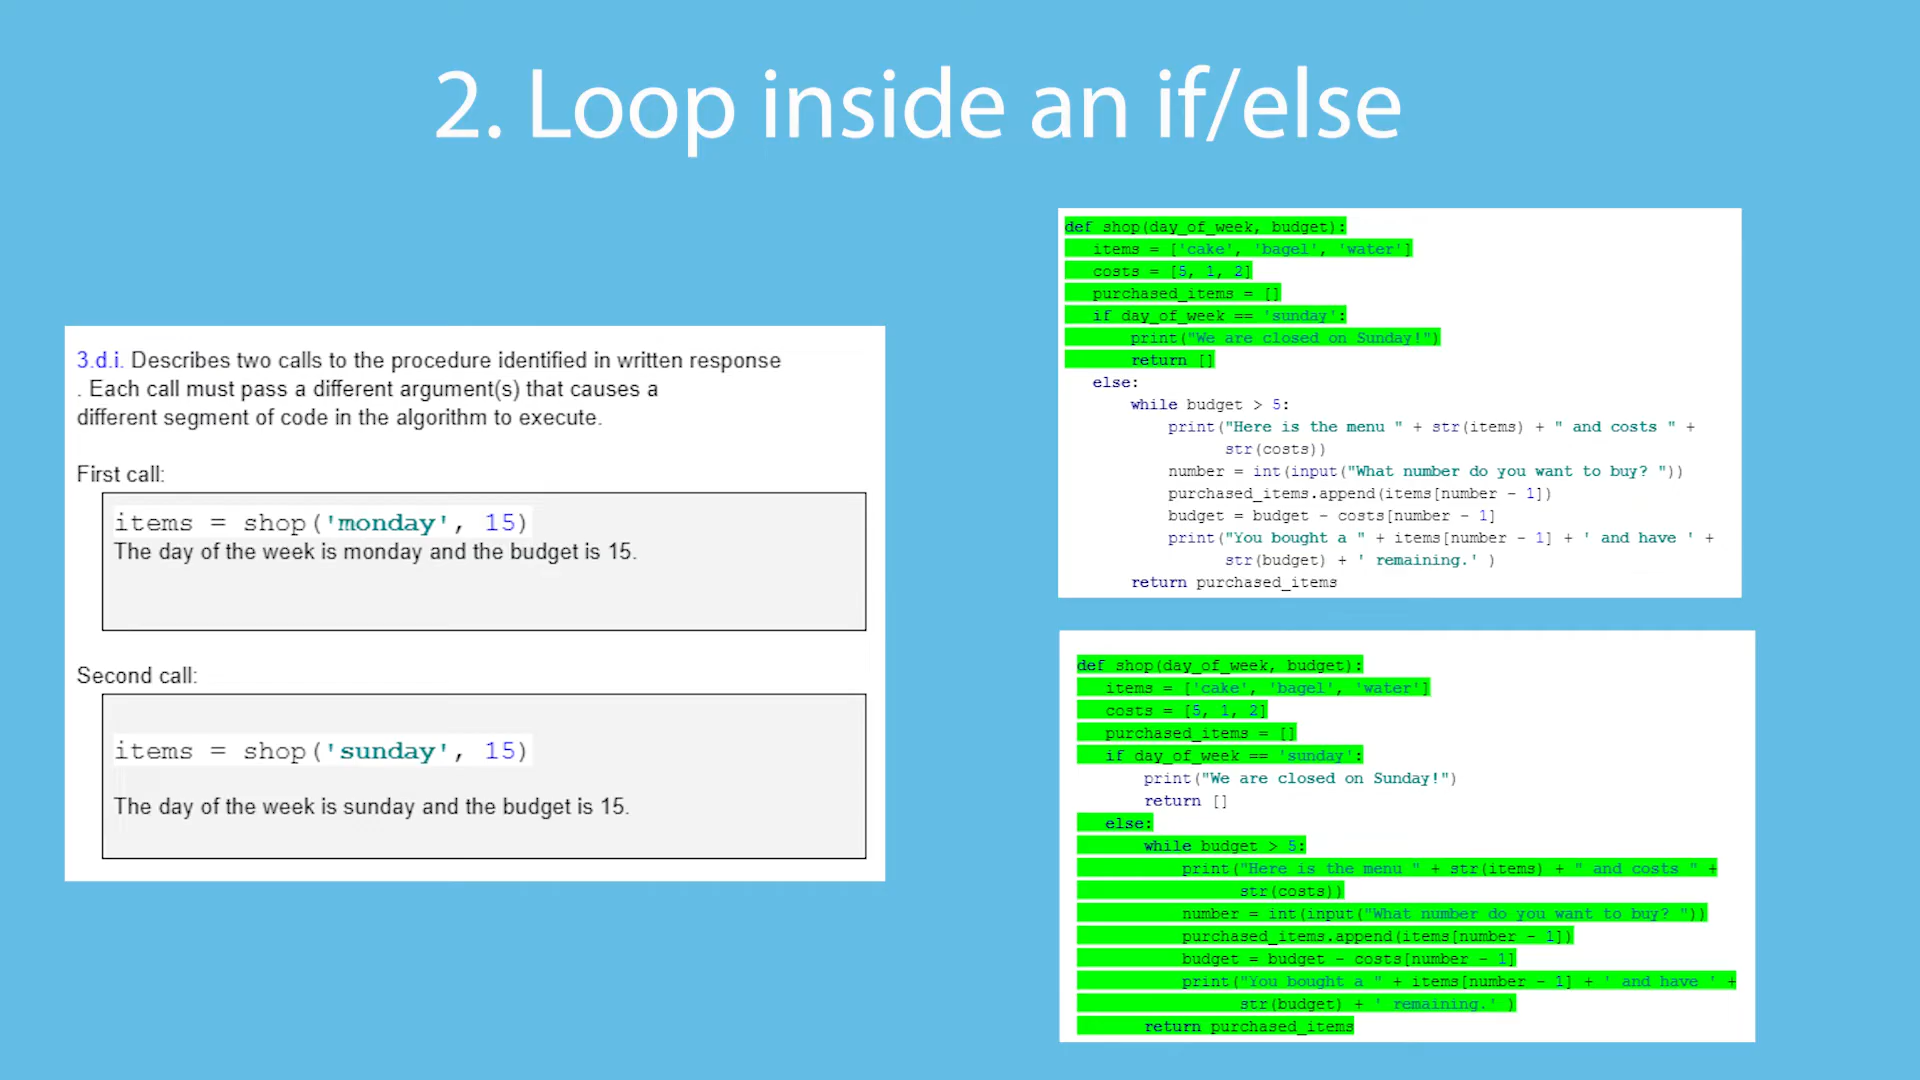 2. Loop inside an if/else
3.d.i. Describes two calls to the procedure identified in written response
. Each call must pass a different argument(s) that causes a
different segment of code in the algorithm to execute.
First call:
items = shop('monday', 15)
The day of the week is monday and the budget is 15.
Second call:
items = shop('sunday', 15)
The day of the week is sunday and the budget is 15.
def shop(day_of_week, budget):
items = ['cake', 'bagel', 'water']
costs = [5, 1, 2]
purchased_items = []
if day_of_week == 'sunday':
print("We are closed on Sunday!")
return []
else:
while budget > 5:
print("Here is the menu " + str(items) + " and costs " +
str(costs))
number = int(input("What number do you want to buy? "))
purchased_items.append(items[number - 1])
budget = budget - costs[number - 1]
print("You bought a " + items[number - 1] + ' and have ' +
str(budget) + ' remaining.' )
return purchased_items
def shop(day_of_week, budget):
items = ['cake', 'bagel', 'water']
costs = [5, 1, 2]
purchased_items = []
if day_of_week == 'sunday':
print("We are closed on Sunday!")
return []
else:
while budget > 5:
print("Here is the menu " + str(items) + " and costs " +
str(costs))
number = int(input("What number do you want to buy? "))
purchased_items.append(items[number - 1])
budget = budget - costs[number - 1]
print("You bought a " + items[number - 1] + ' and have ' +
str(budget) + ' remaining.' )
return purchased_items